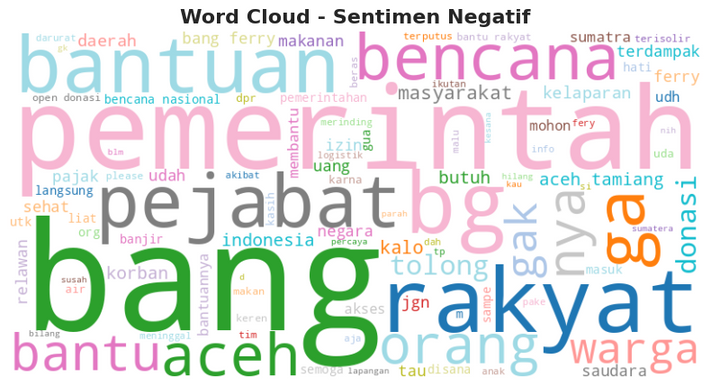 Word Cloud - Sentimen Negatif
darurat
gk
daerah
bang ferry
makanan
terputus
bantu rakyat
sumatra
terisolir
bantuan
bencana
terdampak
ikutan
hati
ferry
beras
open donasi
bencana nasional
dpr
pemerintahan
masyarakat
kelaparan
udh
pemerintah
merinding
mohon
fery
nih
blm
membantu
izin
gua
malu
kesana
info
uda
logistik
uang
pajak
please
udah
akibat
karna
butuh
hilang
kau
aceh tamiang
si
langsung
sehat
pejabat
kasih
bg
gak
nya
ga
donasi
utk
liat
org
banjir
negara
parah
sumatera
indonesia
percaya
kalo
dah
tp
relawan
korban
bantuannya
bang
akses
tolong
masuk
susah
air
d
makan
jgn
m
sampe
pake
rakyat
keren
bilang
tim
aja
orang
warga
bantu
meninggal
aceh
semoga
lapangan
tau
disana
anak
saudara